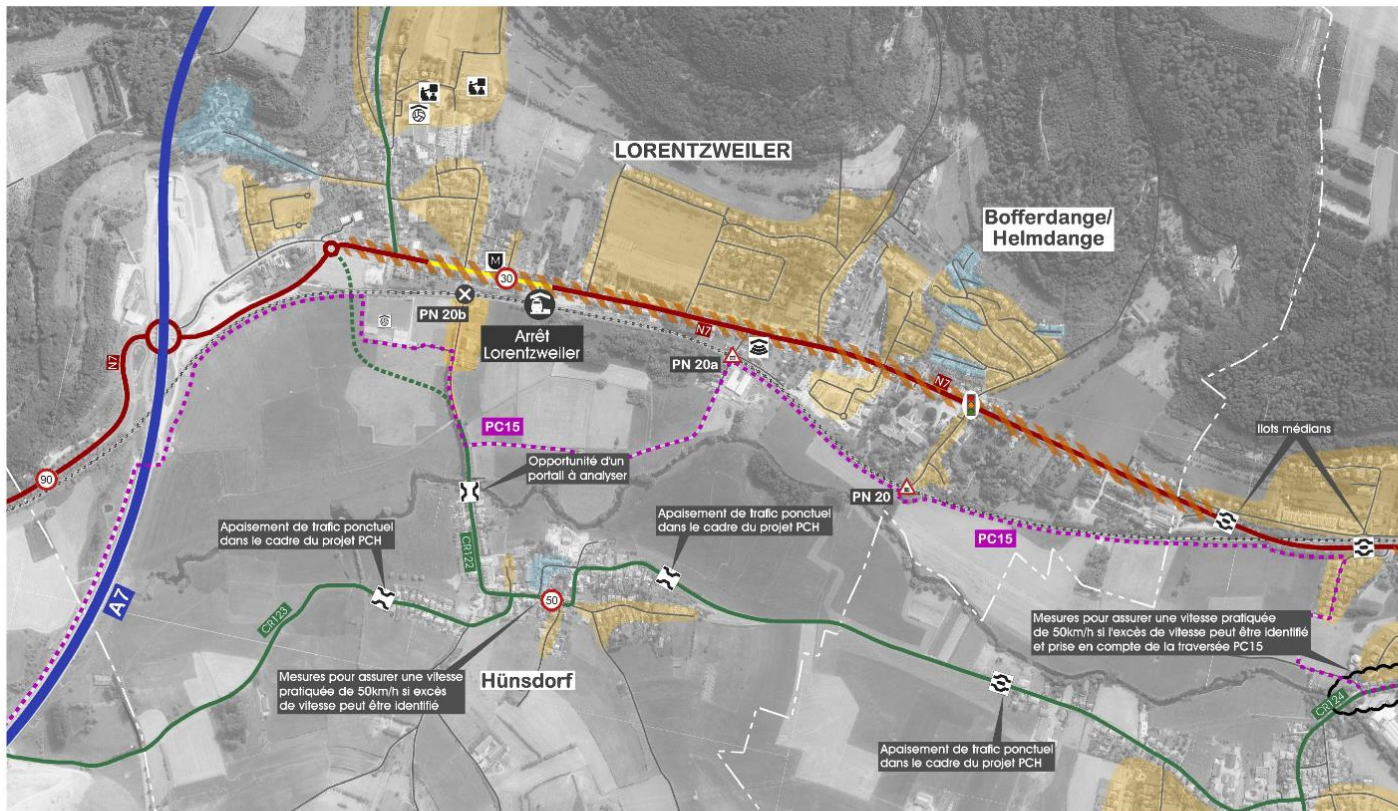 LORENTZWEILER
Bofferdange/
Helmdange
M
30
PN 20b
Arrêt
Lorentzweiler
N7
PN 20a
N7
N7
90
PC15
Opportunité d'un
portail à analyser
Ilots médians
PN 20
PC15
Apaisement de trafic ponctuel
dans le cadre du projet PCH
Apaisement de trafic ponctuel
dans le cadre du projet PCH
CR122
A7
CR123
50
Mesures pour assurer une vitesse pratiquée
de 50km/h si l'excès de vitesse peut être identifié
et prise en compte de la traversée PC15
Hünsdorf
Mesures pour assurer une vitesse
pratiquée de 50km/h si excès
de vitesse peut être identifié
CR124
Apaisement de trafic ponctuel
dans le cadre du projet PCH